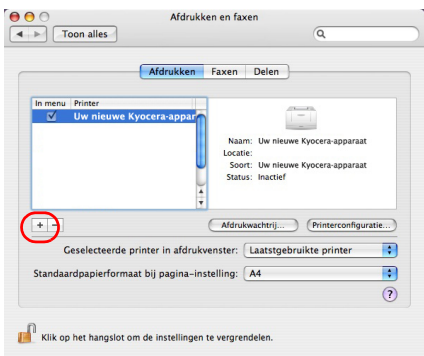 Afdrukken en faxen
Toon alles
Afdrukken Faxen Delen
In menu Printer
Uw nieuwe Kyocera-appar
Naam: Uw nieuwe Kyocera-apparaat
Locatie:
Soort: Uw nieuwe Kyocera-apparaat
Status: Inactief
+ −
Afdrukwachtrij... Printerconfiguratie...
Geselecteerde printer in afdrukvenster: Laatstgebruikte printer
Standaardpapierformaat bij pagina-instelling: A4
?
Klik op het hangslot om de instellingen te vergrendelen.